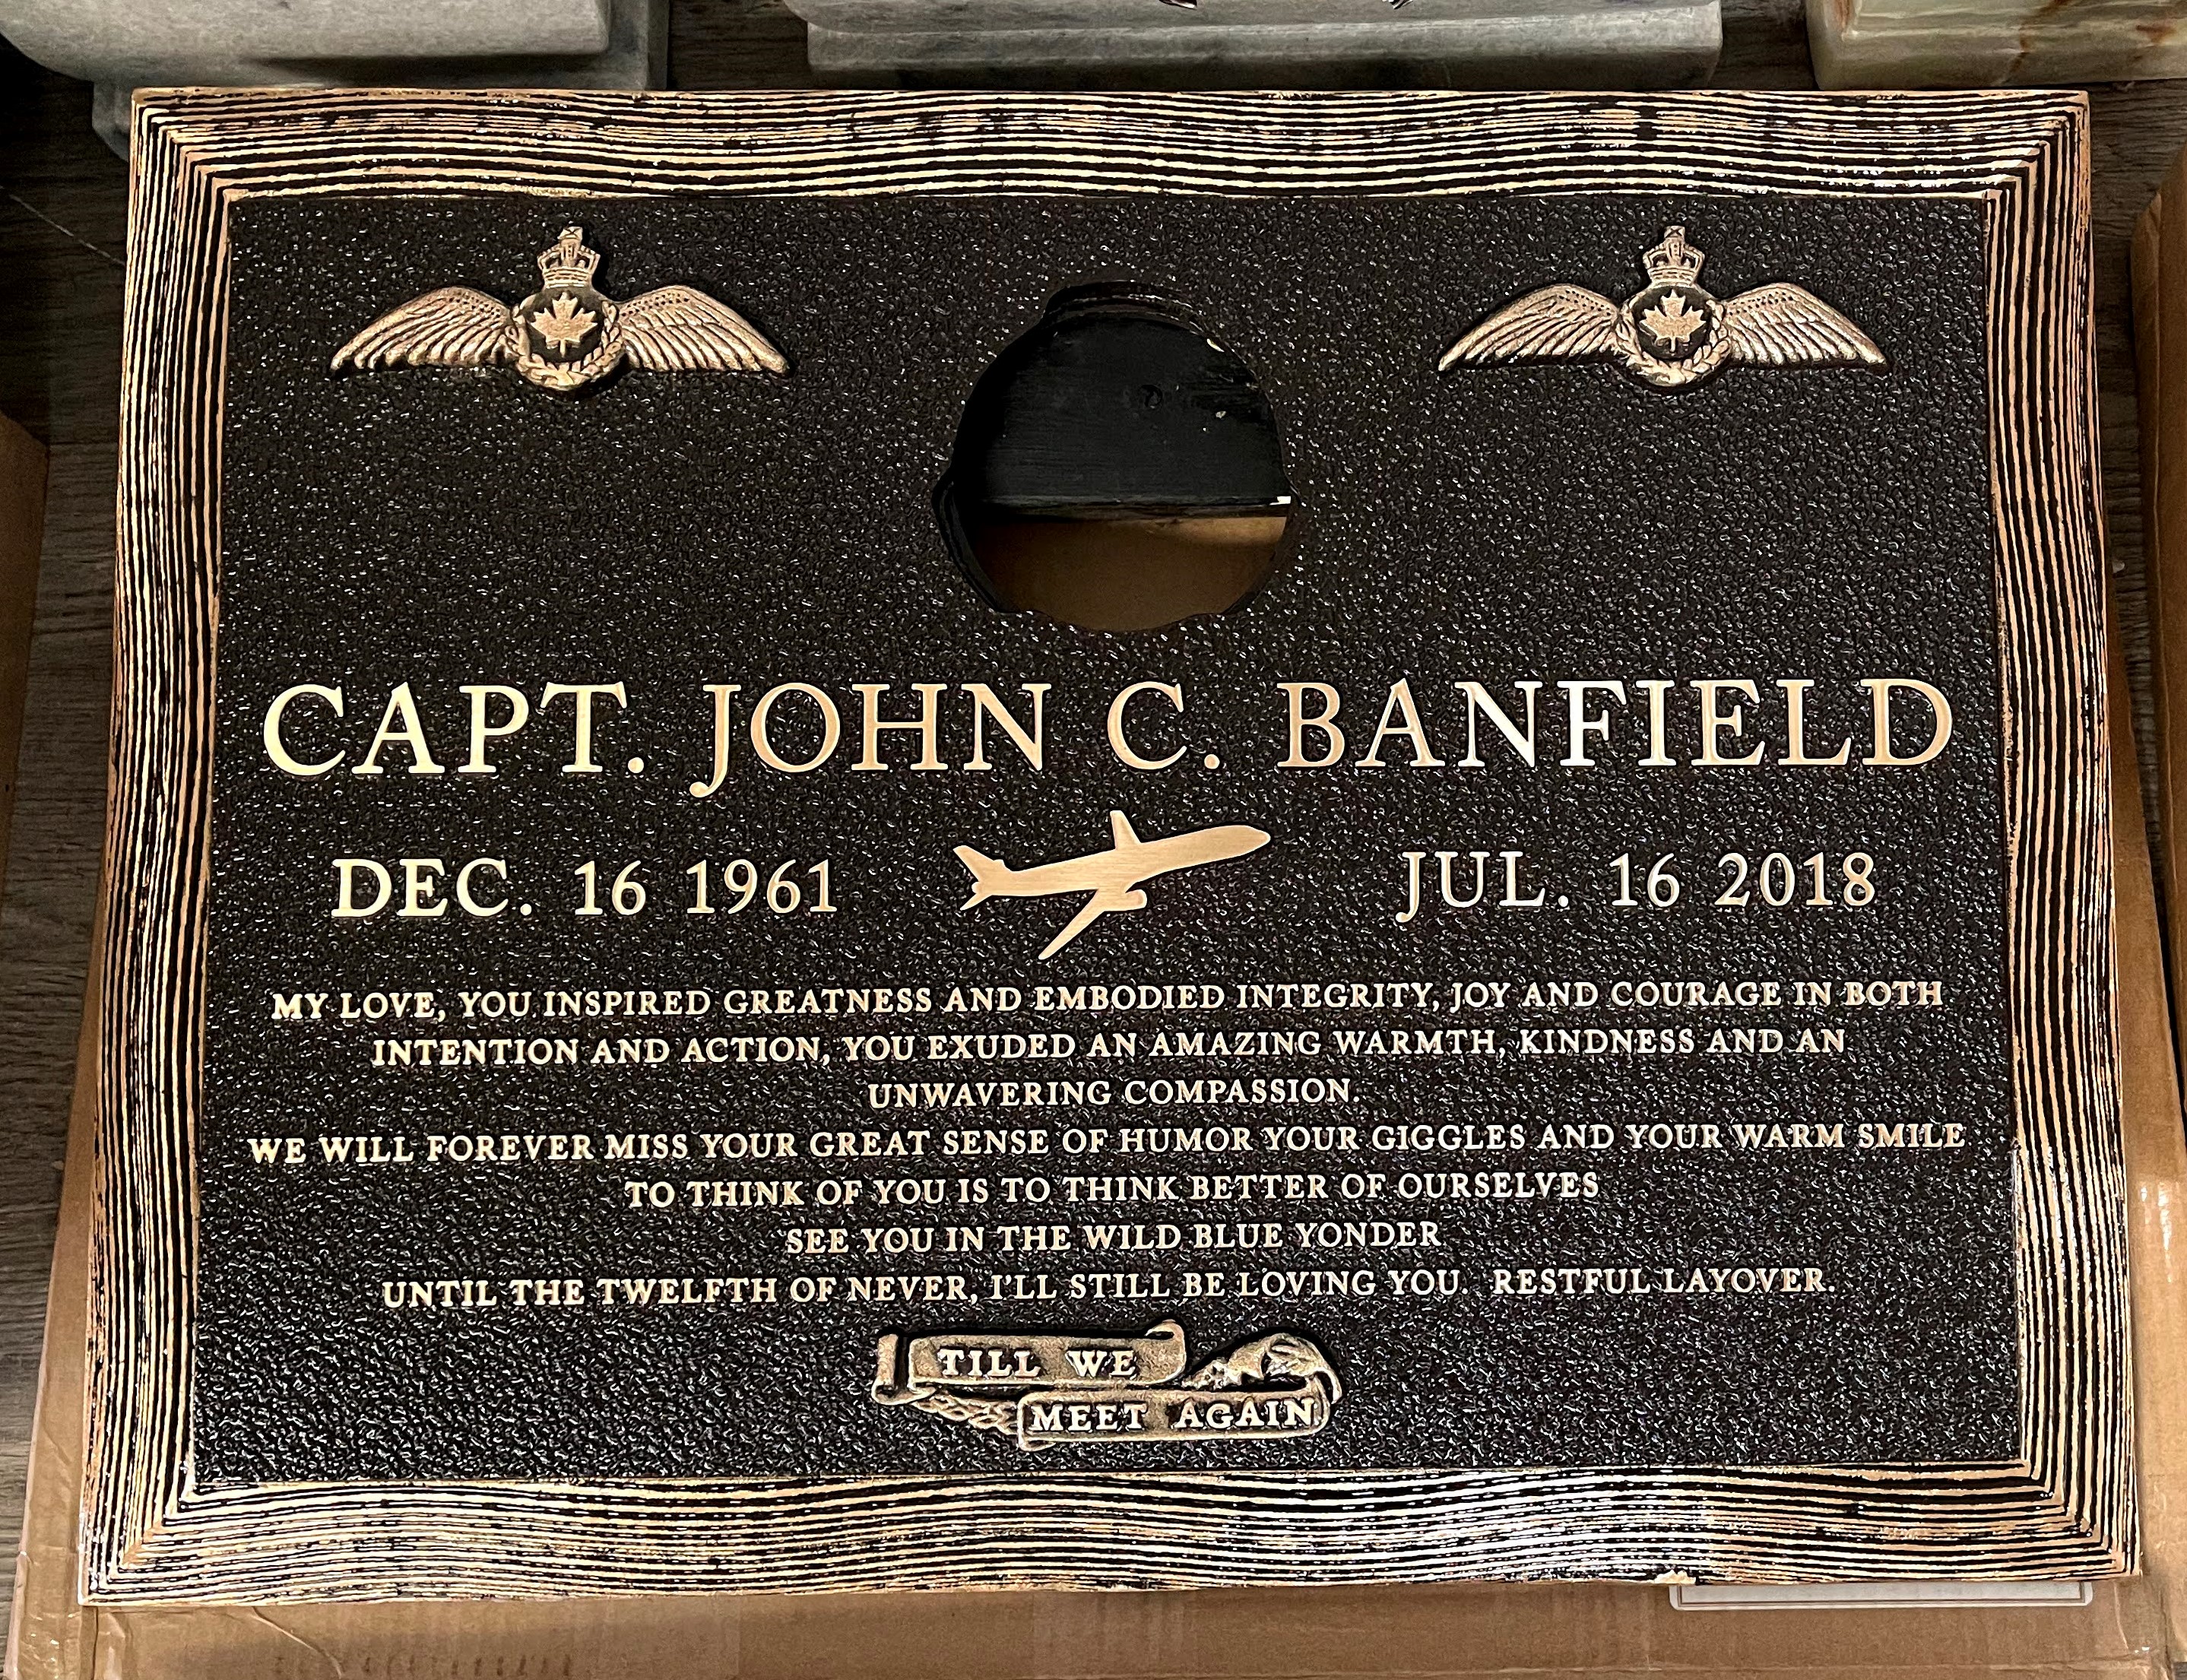 CAPT. JOHN C. BANFIELD
DEC. 16 1961 JUL. 16 2018
MY LOVE, YOU INSPIRED GREATNESS AND EMBODIED INTEGRITY, JOY AND COURAGE IN BOTH
INTENTION AND ACTION, YOU EXUDED AN AMAZING WARMTH, KINDNESS AND AN
UNWAVERING COMPASSION.
WE WILL FOREVER MISS YOUR GREAT SENSE OF HUMOR YOUR GIGGLES AND YOUR WARM SMILE
TO THINK OF YOU IS TO THINK BETTER OF OURSELVES
SEE YOU IN THE WILD BLUE YONDER
UNTIL THE TWELFTH OF NEVER, I'LL STILL BE LOVING YOU. RESTFUL LAYOVER.
TILL WE
MEET AGAIN